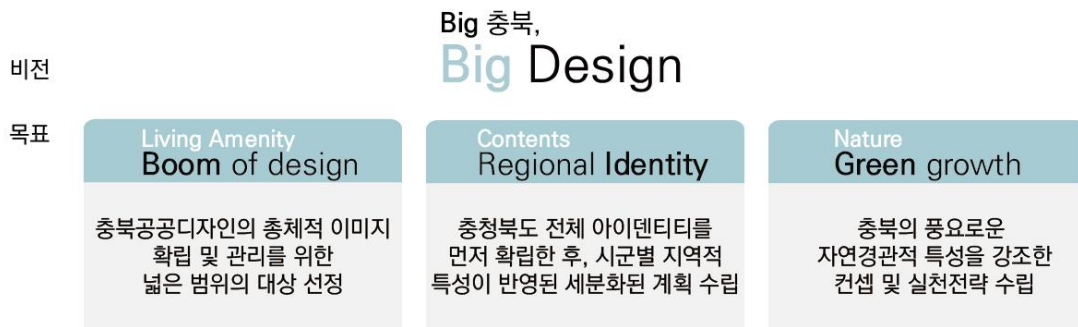 Big 충북,
비전
Big Design
목표
Living Amenity
Boom of design
충북공공디자인의 총체적 이미지
확립 및 관리를 위한
넓은 범위의 대상 선정
Contents
Regional Identity
충청북도 전체 아이덴티티를
먼저 확립한 후, 시군별 지역적
특성이 반영된 세분화된 계획 수립
Nature
Green growth
충북의 풍요로운
자연경관적 특성을 강조한
컨셉 및 실천전략 수립